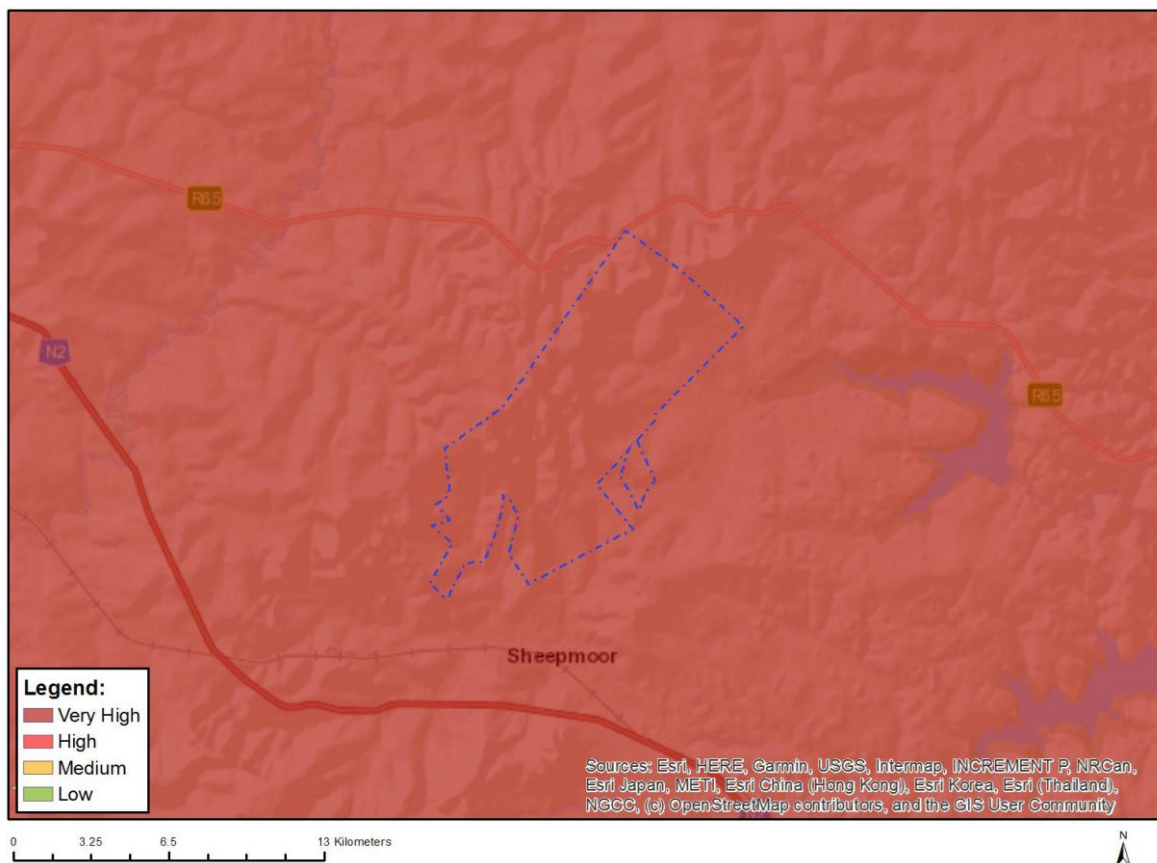 R65
N2
R65
Sheepmoor
Legend:
Very High
High
Medium
Low
Sources: Esri, HERE, Garmin, USGS, Intermap, INCREMENT P, NRCan,
Esri Japan, METI, Esri China (Hong Kong), Esri Korea, Esri (Thailand),
NGCC, (c) OpenStreetMap contributors, and the GIS User Community
0 3.25 6.5 13 Kilometers
N